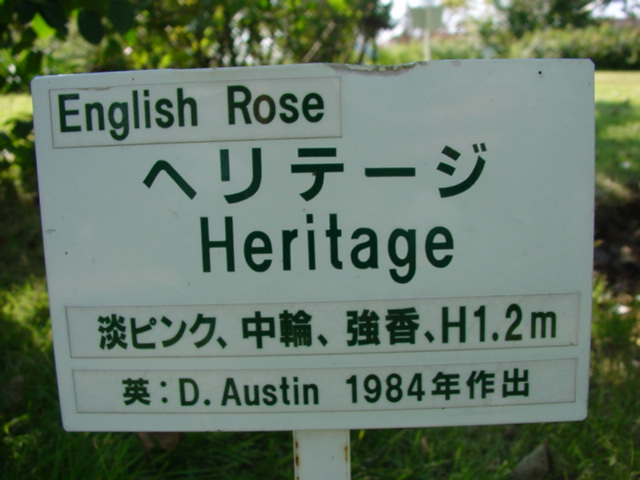 English Rose
ヘリテージ
Heritage
淡ピンク、中輪、強香、H1.2m
英：D.Austin 1984年作出